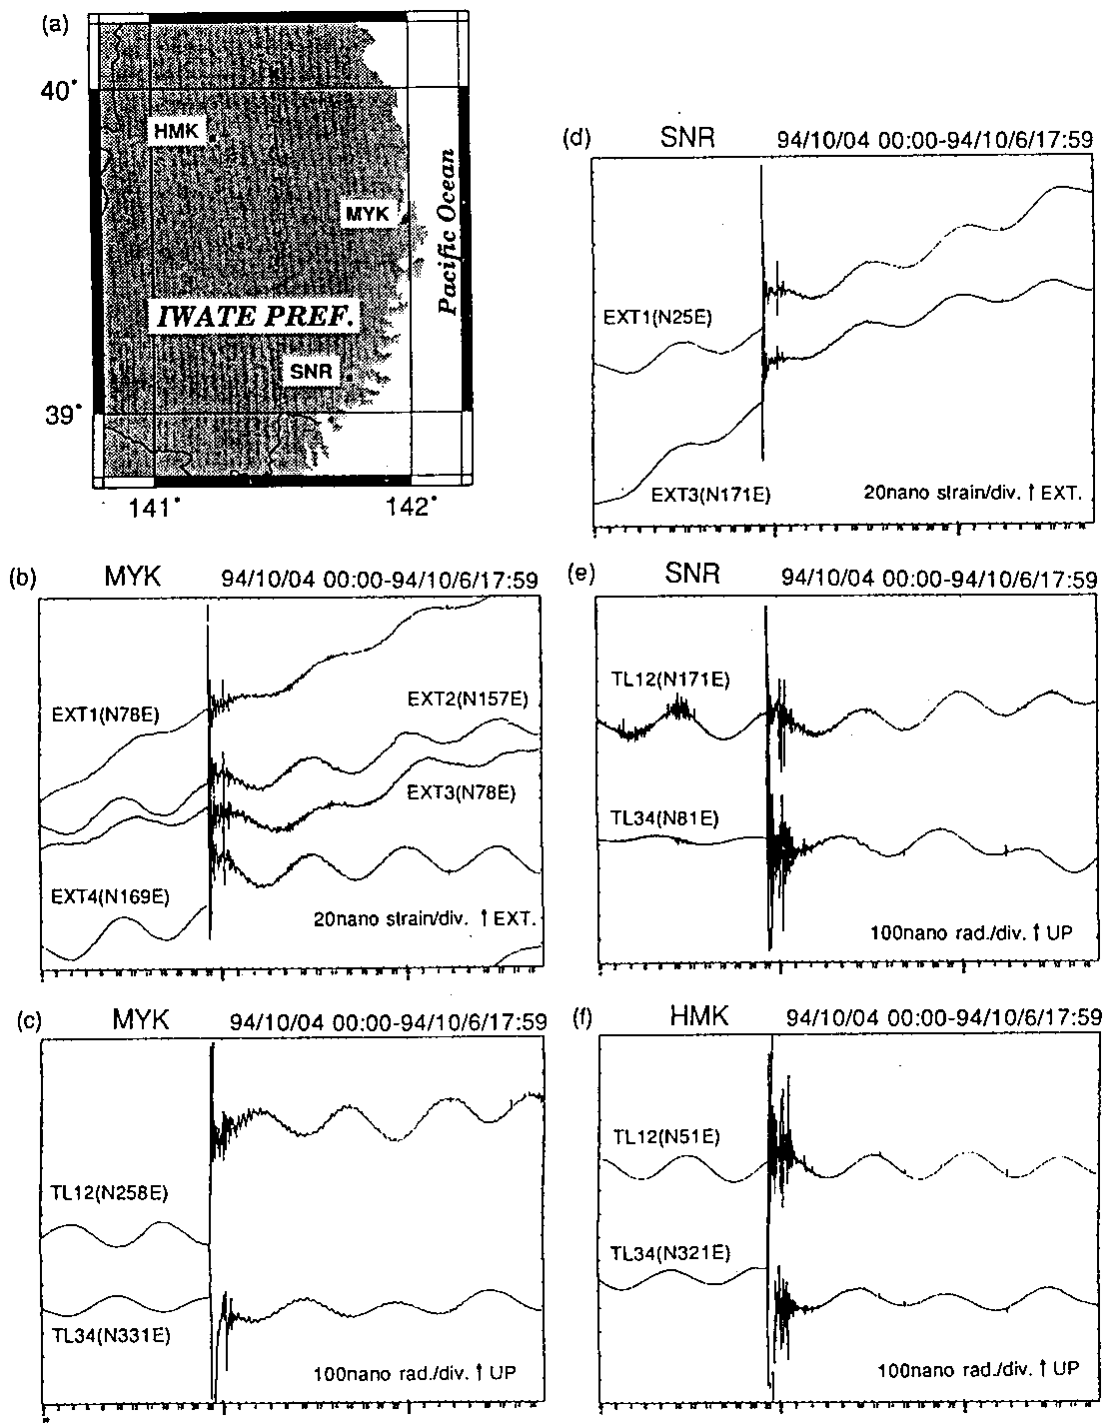 (a)
40°
HMK
MYK
Pacific Ocean
IWATE PREF.
SNR
39°
141°
142°
(b) MYK 94/10/04 00:00-94/10/6/17:59
EXT1(N78E)
EXT2(N157E)
EXT3(N78E)
EXT4(N169E)
20nano strain/div. ↑ EXT.
(c) MYK 94/10/04 00:00-94/10/6/17:59
TL12(N258E)
TL34(N331E)
100nano rad./div. ↑ UP
(d) SNR 94/10/04 00:00-94/10/6/17:59
EXT1(N25E)
EXT3(N171E)
20nano strain/div. ↑ EXT.
(e) SNR 94/10/04 00:00-94/10/6/17:59
TL12(N171E)
TL34(N81E)
100nano rad./div. ↑ UP
(f) HMK 94/10/04 00:00-94/10/6/17:59
TL12(N51E)
TL34(N321E)
100nano rad./div. ↑ UP